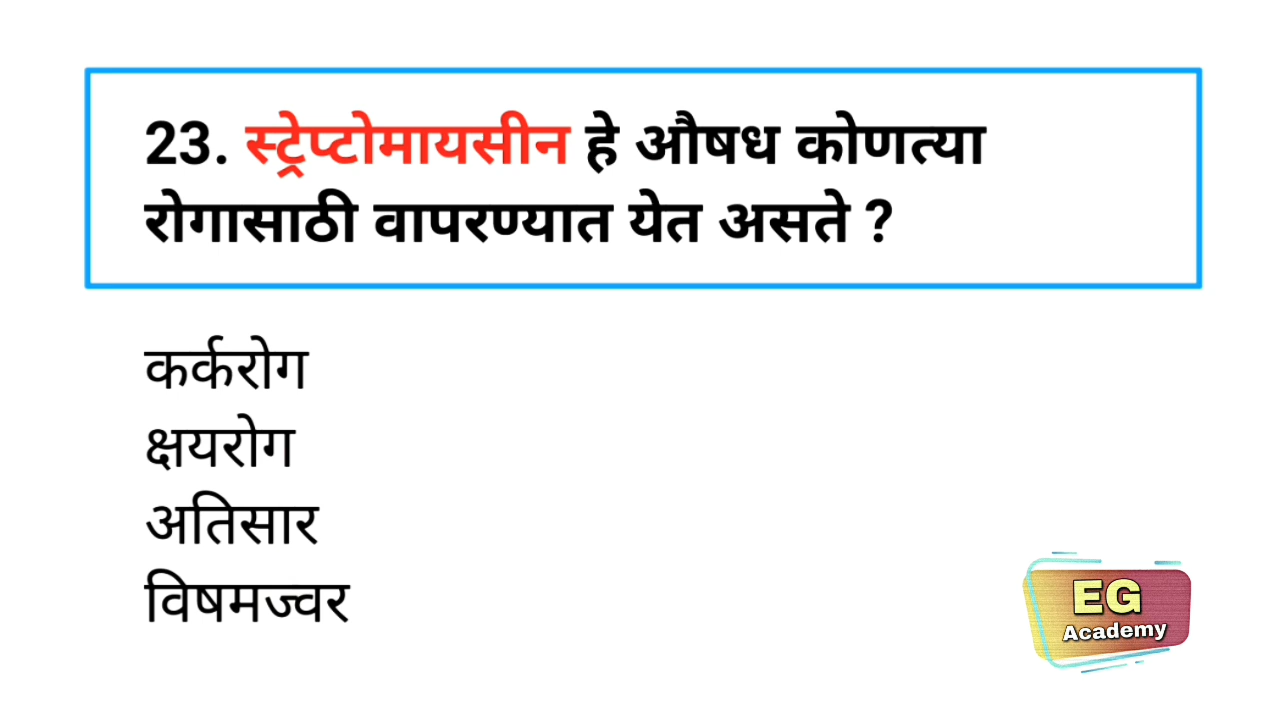 23. स्ट्रेप्टोमायसीन हे औषध कोणत्या
रोगासाठी वापरण्यात येत असते ?
कर्करोग
क्षयरोग
अतिसार
विषमज्वर
EG
Academy